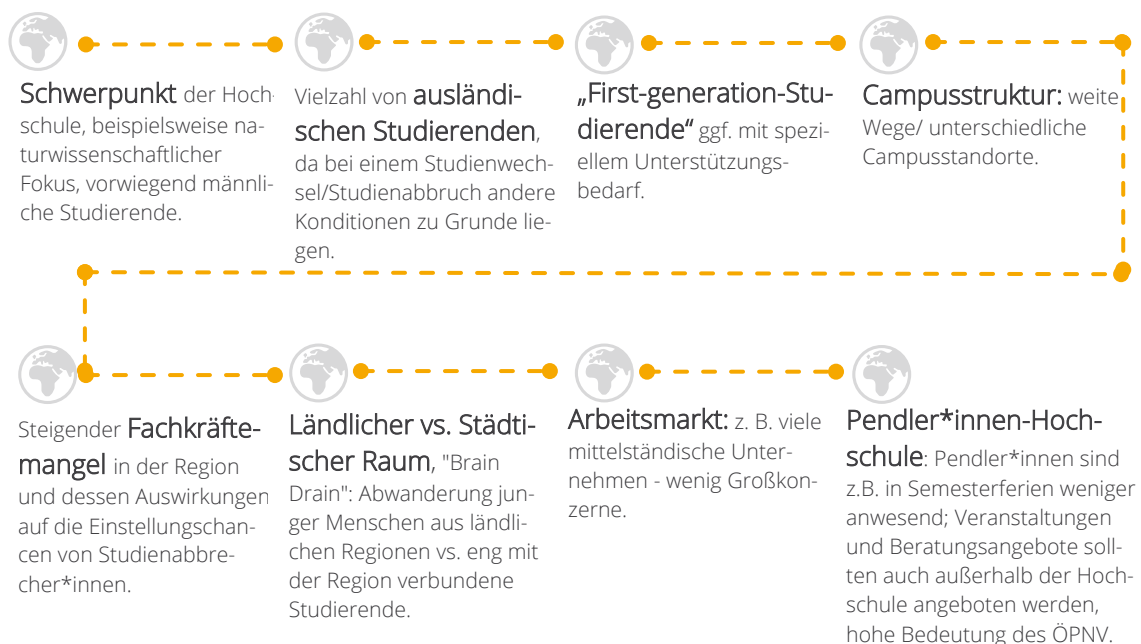 Schwerpunkt der Hoch-
schule, beispielsweise na-
turwissenschaftlicher
Fokus, vorwiegend männli-
che Studierende.
Vielzahl von ausländi-
schen Studierenden,
da bei einem Studienwech-
sel/Studienabbruch andere
Konditionen zu Grunde lie-
gen.
„First-generation-Stu-
dierende“ ggf. mit spezi-
ellem Unterstützungs-
bedarf.
Campusstruktur: weite
Wege/ unterschiedliche
Campusstandorte.
Steigender Fachkräfte-
mangel in der Region
und dessen Auswirkungen
auf die Einstellungschan-
cen von Studienabbre-
cher*innen.
Ländlicher vs. Städti-
scher Raum, "Brain
Drain": Abwanderung jun-
ger Menschen aus ländli-
chen Regionen vs. eng mit
der Region verbundene
Studierende.
Arbeitsmarkt: z. B. viele
mittelständische Unter-
nehmen - wenig Großkon-
zerne.
Pendler*innen-Hoch-
schule: Pendler*innen sind
z.B. in Semesterferien weniger
anwesend; Veranstaltungen
und Beratungsangebote soll-
ten auch außerhalb der Hoch-
schule angeboten werden,
hohe Bedeutung des ÖPNV.